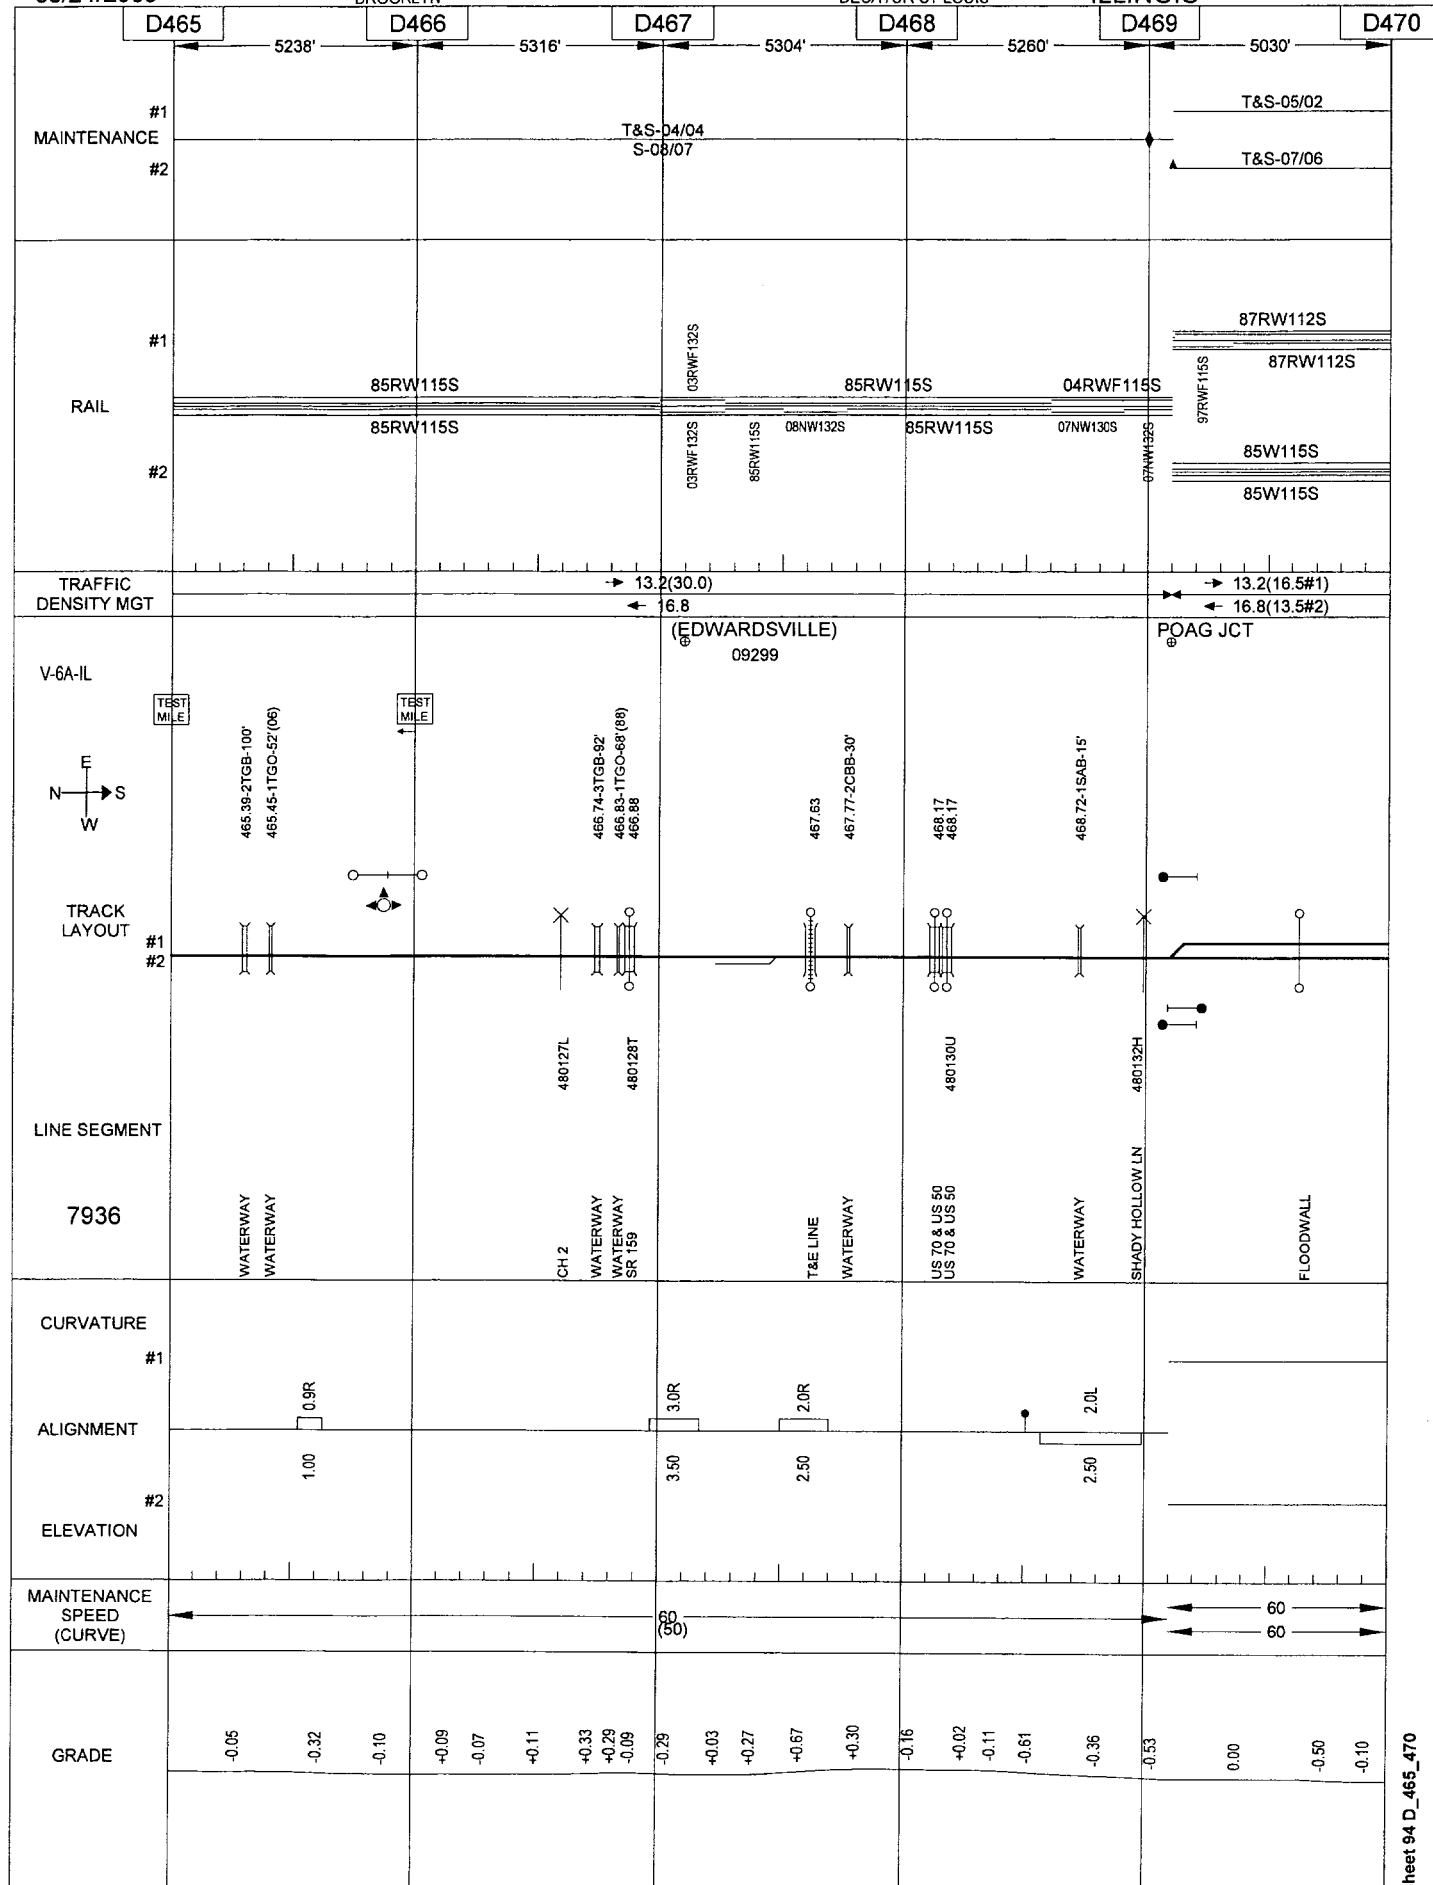 BROOKLYN
ILLINOIS
D465 D466 D467 D468 D469 D470
5238' 5316' 5304' 5260' 5030'
#1
MAINTENANCE
#2
T&S-04/04
S-08/07
T&S-05/02
T&S-07/06
RAIL
#1
#2
85RW115S
85RW115S
03RWF132S
03RWF132S
85RW115S
08NW132S
85RW115S
85RW115S
04RWF115S
07NW130S
07NW132S
97RWF115S
87RW112S
87RW112S
85W115S
85W115S
TRAFFIC
DENSITY MGT
13.2(30.0)
16.8
13.2(16.5#1)
16.8(13.5#2)
(EDWARDSVILLE)
09299
POAG JCT
V-6A-IL
TEST
MILE
TEST
MILE
E
N S
W
465.39-2TGB-100'
465.45-1TGO-52'(06)
466.74-3TGB-92'
466.83-1TGO-68'(88)
466.88
467.63
467.77-2CBB-30'
468.17
468.17
468.72-1SAB-15'
TRACK
LAYOUT
#1
#2
480127L
480128T
480130U
480132H
LINE SEGMENT
7936
WATERWAY
WATERWAY
CH 2
WATERWAY
WATERWAY
SR 159
T&E LINE
WATERWAY
US 70 & US 50
US 70 & US 50
WATERWAY
SHADY HOLLOW LN
FLOODWALL
CURVATURE
#1
ALIGNMENT
#2
ELEVATION
0.9R
1.00
3.0R
3.50
2.0R
2.50
2.0L
2.50
MAINTENANCE
SPEED
(CURVE)
60
(50)
60
60
GRADE
-0.05
-0.32
-0.10
+0.09
-0.07
+0.11
+0.33
+0.29
-0.09
-0.29
+0.03
+0.27
+0.67
+0.30
-0.16
+0.02
-0.11
-0.61
-0.36
-0.53
0.00
-0.50
-0.10
heet 94 D_465_470